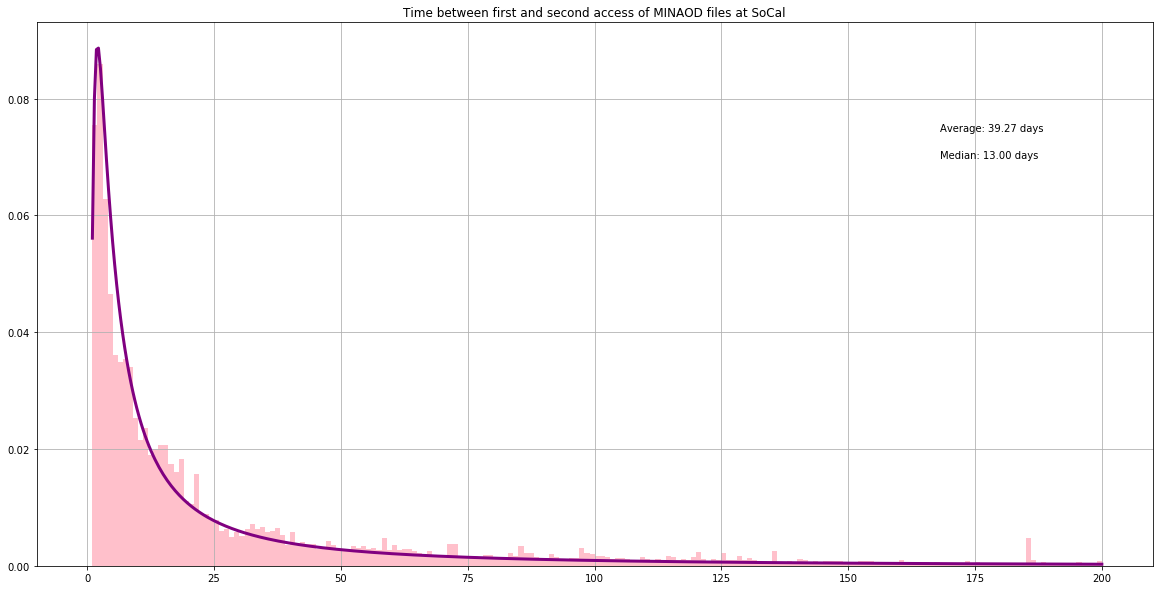 Time between first and second access of MINAOD files at SoCal
0.08
Average: 39.27 days
Median: 13.00 days
0.06
0.04
0.02
0.00
0 25 50 75 100 125 150 175 200